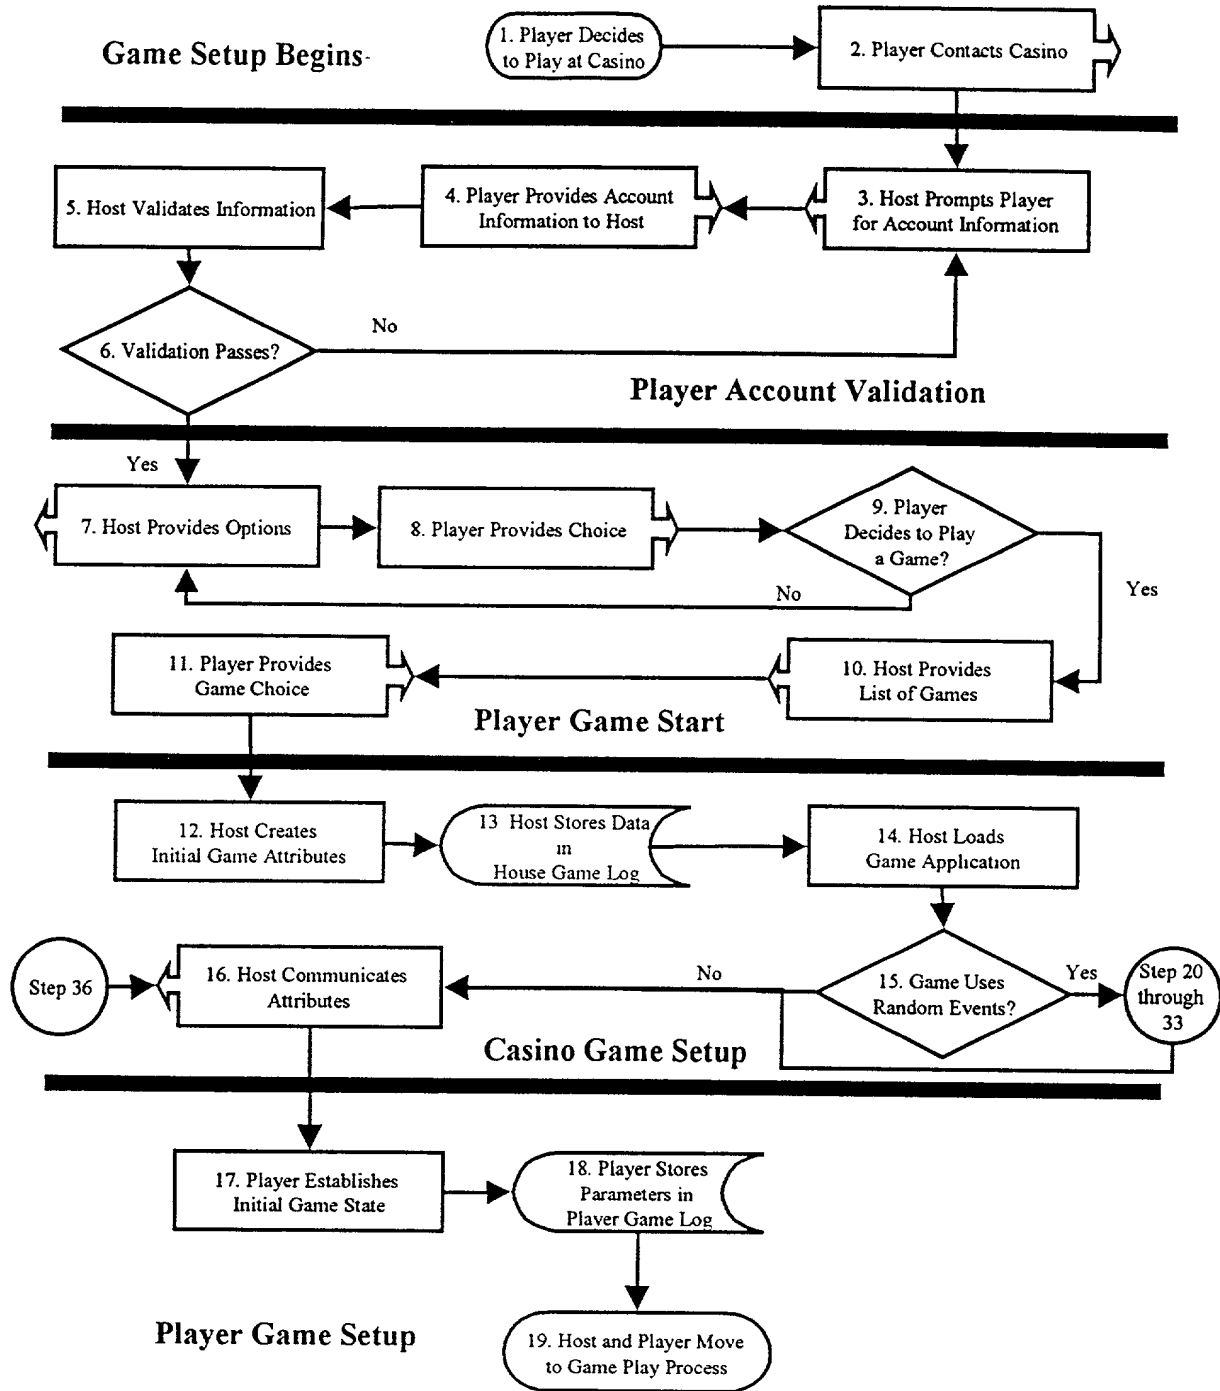 Game Setup Begins
1. Player Decides
to Play at Casino
2. Player Contacts Casino
5. Host Validates Information
4. Player Provides Account
Information to Host
3. Host Prompts Player
for Account Information
No
6. Validation Passes?
Player Account Validation
Yes
7. Host Provides Options
8. Player Provides Choice
9. Player
Decides to Play
a Game?
No
Yes
11. Player Provides
Game Choice
10. Host Provides
List of Games
Player Game Start
12. Host Creates
Initial Game Attributes
13 Host Stores Data
in
House Game Log
14. Host Loads
Game Application
Step 36
16. Host Communicates
Attributes
No
15. Game Uses
Random Events?
Yes
Step 20
through
33
Casino Game Setup
17. Player Establishes
Initial Game State
18. Player Stores
Parameters in
Player Game Log
Player Game Setup
19. Host and Player Move
to Game Play Process